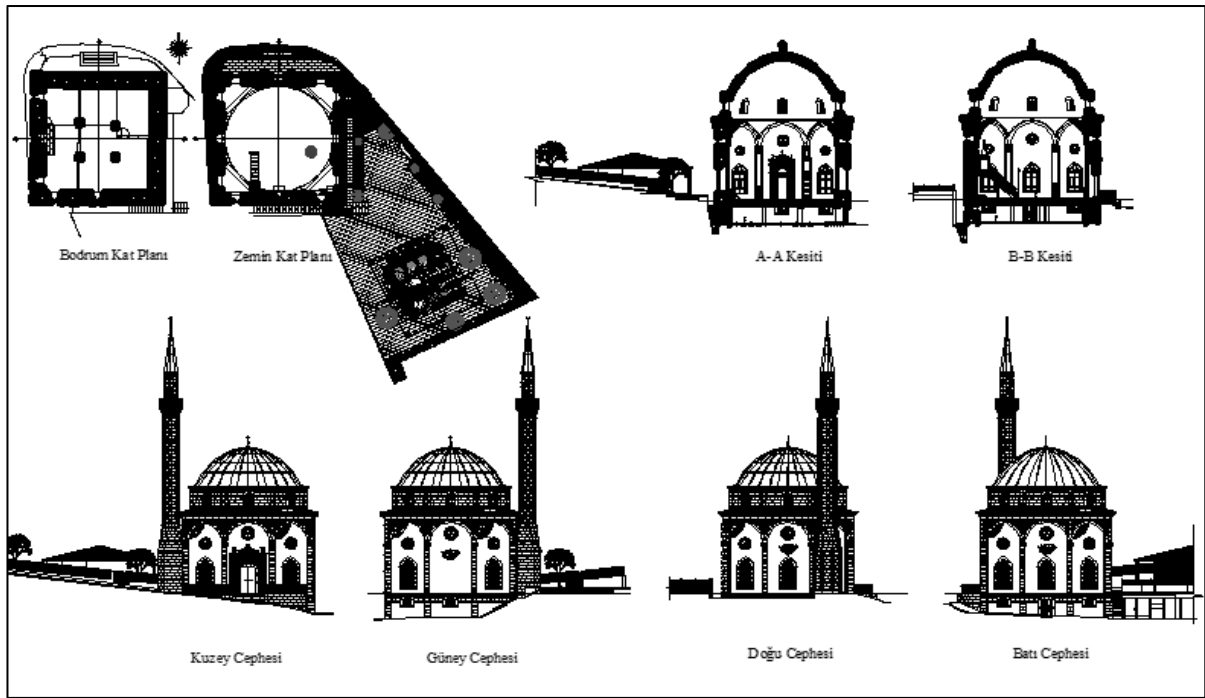 Bodrum Kat Planı
Zemin Kat Planı
A-A Kesiti
B-B Kesiti
Kuzey Cephesi
Güney Cephesi
Doğu Cephesi
Batı Cephesi